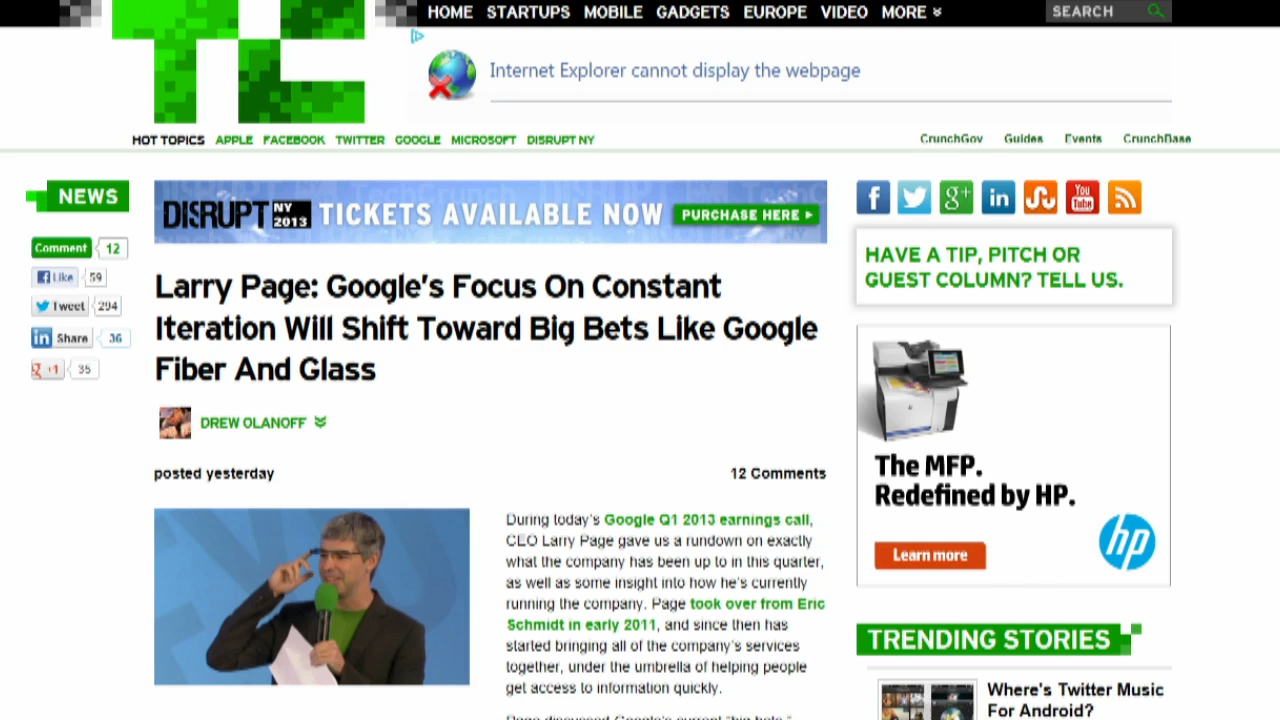 HOME STARTUPS MOBILE GADGETS EUROPE VIDEO MORE
SEARCH
TC
Internet Explorer cannot display the webpage
HOT TOPICS APPLE FACEBOOK TWITTER GOOGLE MICROSOFT DISRUPT NY
CrunchGov Guides Events CrunchBase
NEWS
DISRUPT NY 2013 TICKETS AVAILABLE NOW PURCHASE HERE
Comment 12
Like 59
Tweet 294
in Share 36
g +1 35
Larry Page: Google's Focus On Constant
Iteration Will Shift Toward Big Bets Like Google
Fiber And Glass
DREW OLANOFF
posted yesterday
12 Comments
During today's Google Q1 2013 earnings call,
CEO Larry Page gave us a rundown on exactly
what the company has been up to in this quarter,
as well as some insight into how he's currently
running the company. Page took over from Eric
Schmidt in early 2011, and since then has
started bringing all of the company's services
together, under the umbrella of helping people
get access to information quickly.
f g+ in You Tube
HAVE A TIP, PITCH OR
GUEST COLUMN? TELL US.
The MFP.
Redefined by HP.
Learn more
hp
TRENDING STORIES
Where's Twitter Music
For Android?